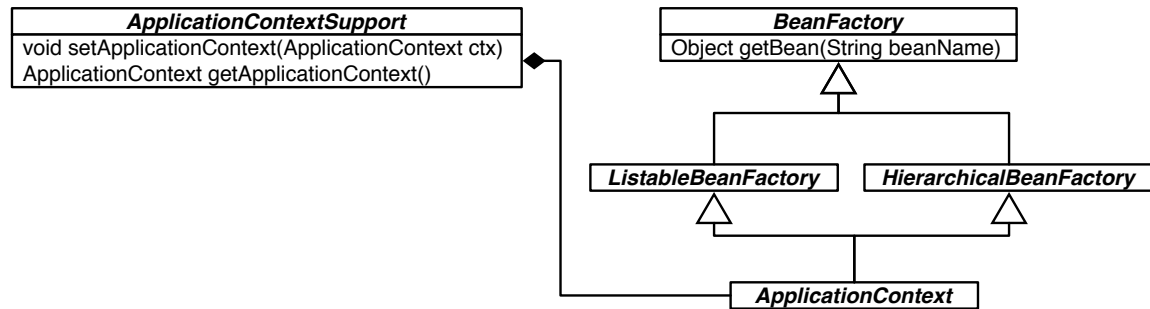 ApplicationContextSupport
void setApplicationContext(ApplicationContext ctx)
ApplicationContext getApplicationContext()
BeanFactory
Object getBean(String beanName)
ListableBeanFactory
HierarchicalBeanFactory
ApplicationContext